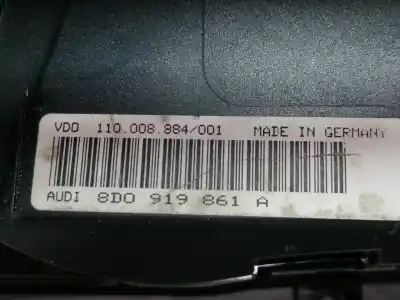 VDO 110.008.884/001 MADE IN GERMANY
AUDI 8D0 919 861 A